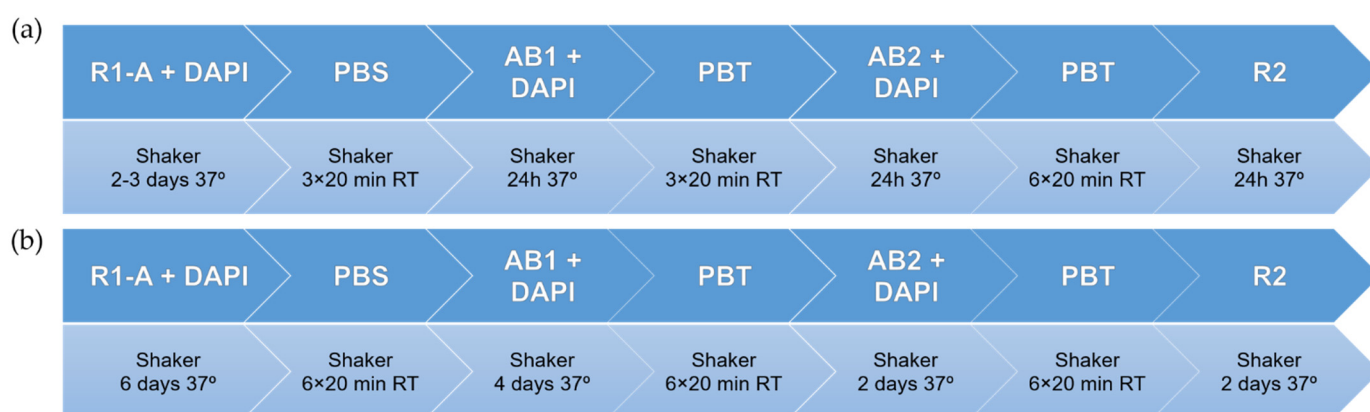 (a)
R1-A + DAPI
PBS
AB1 +
DAPI
PBT
AB2 +
DAPI
PBT
R2
Shaker
2-3 days 37º
Shaker
3×20 min RT
Shaker
24h 37º
Shaker
3×20 min RT
Shaker
24h 37º
Shaker
6×20 min RT
Shaker
24h 37º
(b)
R1-A + DAPI
PBS
AB1 +
DAPI
PBT
AB2 +
DAPI
PBT
R2
Shaker
6 days 37º
Shaker
6×20 min RT
Shaker
4 days 37º
Shaker
6×20 min RT
Shaker
2 days 37º
Shaker
6×20 min RT
Shaker
2 days 37º